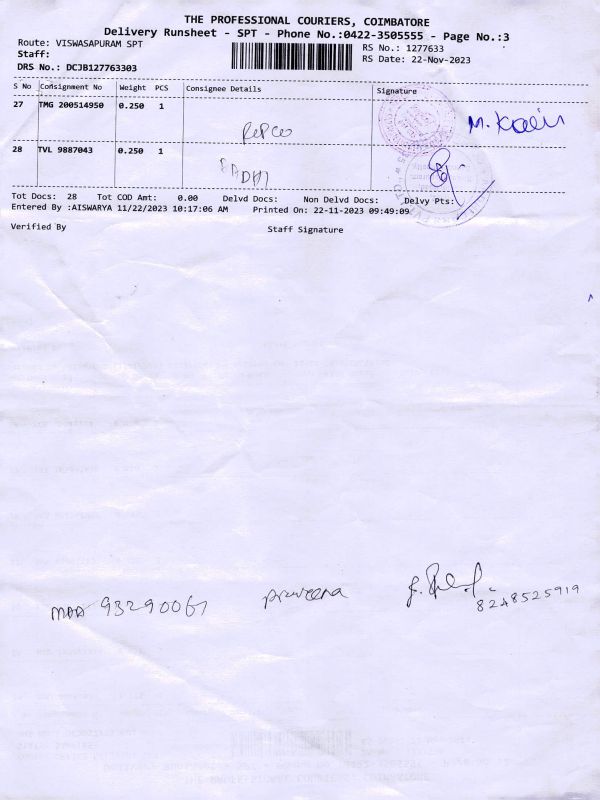 THE PROFESSIONAL COURIERS, COIMBATORE
Delivery Runsheet - SPT - Phone No.:0422-3505555 - Page No.:3
Route: VISWASAPURAM SPT
RS No.: 1277633
Staff:
RS Date: 22-Nov-2023
DRS No.: DCJB127763303
S No Consignment No Weight PCS Consignee Details Signature
27 TMG 200514950 0.250 1
Repco M. Kalin
28 TVL 9887043 0.250 1
Tot Docs: 28 Tot COD Amt: 0.00 Delvd Docs: Non Delvd Docs: Delvy Pts:
Entered By :AISWARYA 11/22/2023 10:17:06 AM Printed On: 22-11-2023 09:49:09
Verified By Staff Signature
93290067 praveena
8248525919